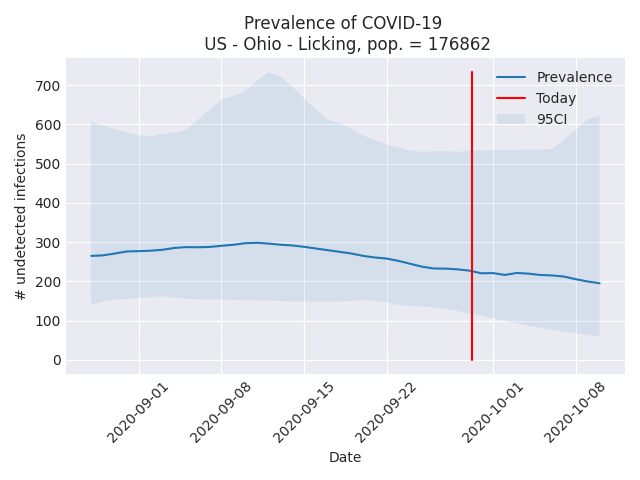 Prevalence of COVID-19
US - Ohio - Licking, pop. = 176862
# undetected infections
700
600
500
400
300
200
100
0
Prevalence
Today
95CI
2020-09-01
2020-09-08
2020-09-15
2020-09-22
2020-10-01
2020-10-08
Date